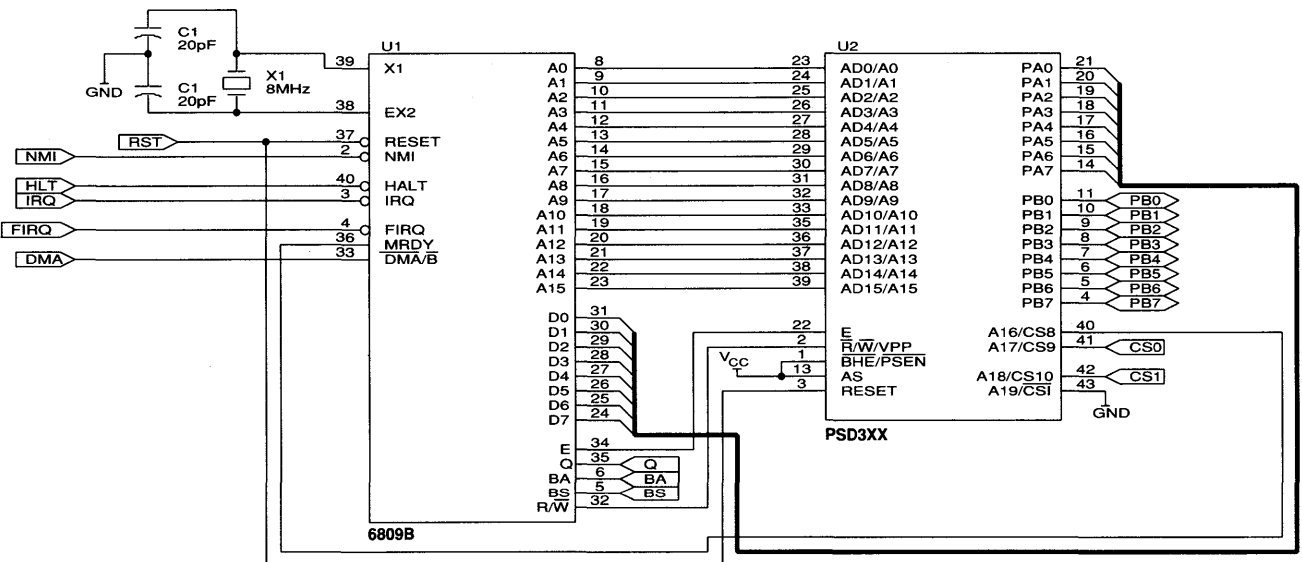 C1
20pF
GND
C1
20pF
X1
8MHz
RST
NMI
HLT
IRQ
FIRQ
DMA
U1
39 X1
38 EX2
37 RESET
2 NMI
40 HALT
3 IRQ
4 FIRQ
36 MRDY
33 DMA/B
A0 8
A1 9
A2 10
A3 11
A4 12
A5 13
A6 14
A7 15
A8 16
A9 17
A10 18
A11 19
A12 20
A13 21
A14 22
A15 23
D0 31
D1 30
D2 29
D3 28
D4 27
D5 26
D6 25
D7 24
E 34
Q 35 Q
BA 6 BA
BS 5 BS
R/W 32
6809B
U2
23 AD0/A0
24 AD1/A1
25 AD2/A2
26 AD3/A3
27 AD4/A4
28 AD5/A5
29 AD6/A6
30 AD7/A7
31 AD8/A8
32 AD9/A9
33 AD10/A10
35 AD11/A11
36 AD12/A12
37 AD13/A13
38 AD14/A14
39 AD15/A15
22 E
2 R/W/VPP
1 BHE/PSEN
VCC
13 AS
3 RESET
PA0 21
PA1 20
PA2 19
PA3 18
PA4 17
PA5 16
PA6 15
PA7 14
PB0 11 PB0
PB1 10 PB1
PB2 9 PB2
PB3 8 PB3
PB4 7 PB4
PB5 6 PB5
PB6 5 PB6
PB7 4 PB7
A16/CS8 40
A17/CS9 41 CS0
A18/CS10 42 CS1
A19/CSI 43
GND
PSD3XX